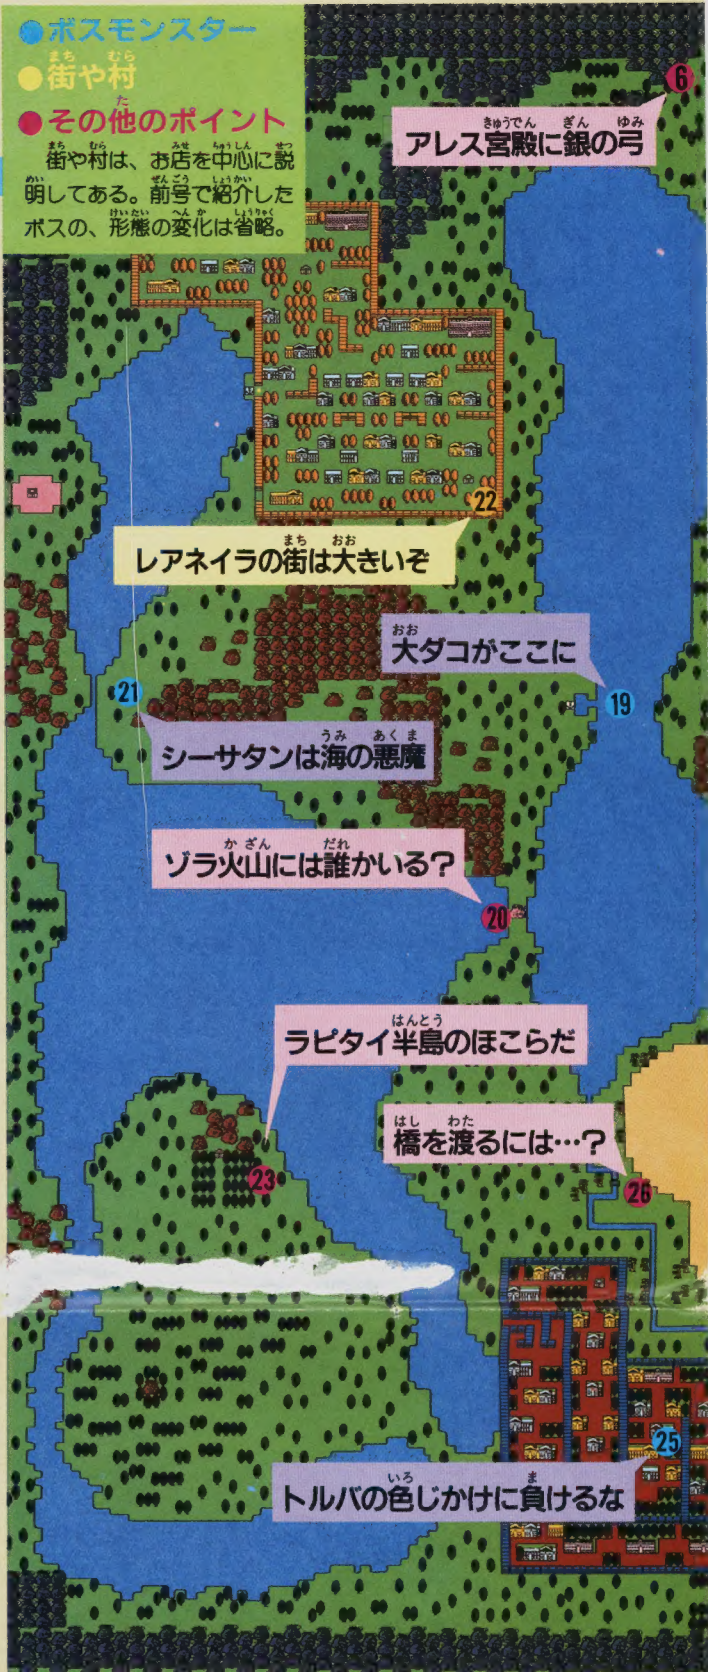 ●ボスモンスター
●街や村
●その他のポイント
街や村は、お店を中心に説
明してある。前号で紹介した
ボスの、形態の変化は省略。
6
アレス宮殿に銀の弓
22
レアネイラの街は大きいぞ
大ダコがここに
19
21
シーサタンは海の悪魔
ゾラ火山には誰かいる?
20
ラピタイ半島のほこらだ
橋を渡るには…?
23
26
25
トルバの色じかけに負けるな